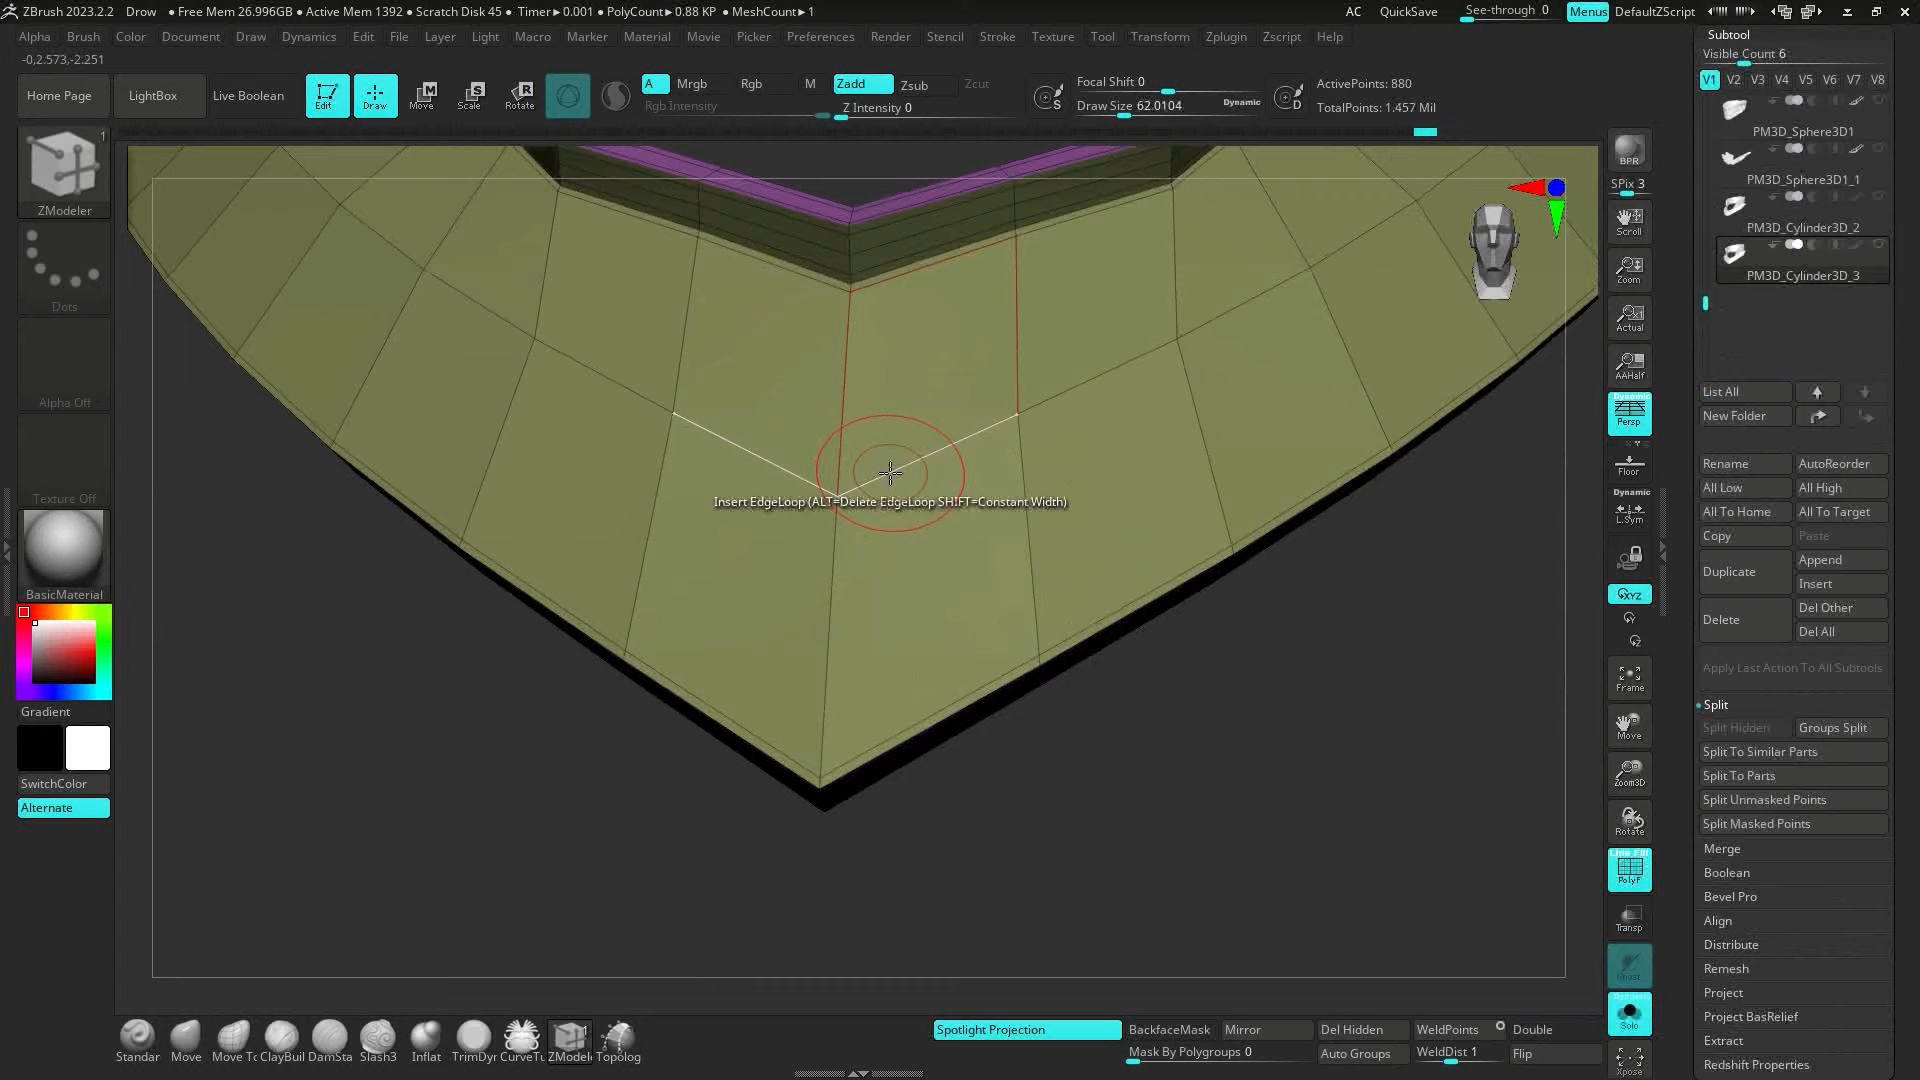 ZBrush 2023.2.2 Drow ● Free Mem 26.996GB ● Active Mem 1392 ● Scratch Disk 45 ● Timer►0.001 ● PolyCount►0.88 KP ● MeshCount►1 AC QuickSave See-through 0 Menus DefaultZScript
Alpha Brush Color Document Draw Dynamics Edit File Layer Light Macro Marker Material Movie Picker Preferences Render Stencil Stroke Texture Tool Transform Zplugin Zscript Help
-0,2.573,-2.251
Home Page LightBox Live Boolean Edit Draw Move Scale Rotate
A Mrgb Rgb M Zadd Zsub Zcut
Rgb Intensity Z Intensity 0
Focal Shift 0
Draw Size 62.0104 Dynamic
ActivePoints: 880
TotalPoints: 1.457 Mil
1
ZModeler
Dots
Alpha Off
Texture Off
BasicMaterial
Gradient
SwitchColor
Alternate
Insert EdgeLoop (ALT=Delete EdgeLoop SHIFT=Constant Width)
BPR
SPix 3
Scroll
Zoom
Actual
AAHalf
Dynamic
Persp
Floor
Dynamic
L.Sym
XYZ
Frame
Move
Zoom3D
Rotate
Line Fill
PolyF
Transp
Ghost
Dynamic
Solo
Xpose
Subtool
Visible Count 6
V1 V2 V3 V4 V5 V6 V7 V8
PM3D_Sphere3D1
PM3D_Sphere3D1_1
PM3D_Cylinder3D_2
PM3D_Cylinder3D_3
List All
New Folder
Rename AutoReorder
All Low All High
All To Home All To Target
Copy Paste
Duplicate Append
Insert
Delete Del Other
Del All
Apply Last Action To All Subtools
Split
Split Hidden Groups Split
Split To Similar Parts
Split To Parts
Split Unmasked Points
Split Masked Points
Merge
Boolean
Bevel Pro
Align
Distribute
Remesh
Project
Project BasRelief
Extract
Redshift Properties
Standar Move Move To ClayBuil DamSta Slash3 Inflat TrimDyr CurveTu ZModele Topolog
Spotlight Projection BackfaceMask Mirror Del Hidden WeldPoints Double
Mask By Polygroups 0 Auto Groups WeldDist 1 Flip